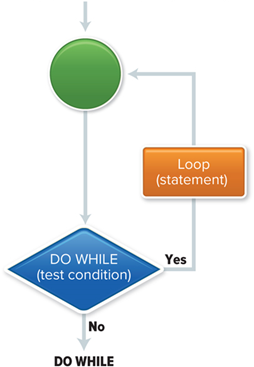 Loop
(statement)
DO WHILE
(test condition)
Yes
No
DO WHILE